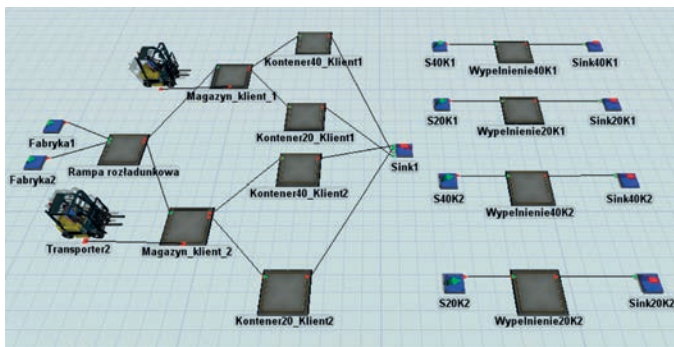 Kontener40_Klient1
S40K1
Wypelnienie40K1
Sink40K1
Magazyn_klient_1
Kontener20_Klient1
S20K1
Wypelnienie20K1
Sink20K1
Fabryka1
Fabryka2
Rampa rozładunkowa
Sink1
Kontener40_Klient2
S40K2
Wypelnienie40K2
Sink40K2
Transporter2
Magazyn_klient_2
Kontener20_Klient2
S20K2
Wypelnienie20K2
Sink20K2